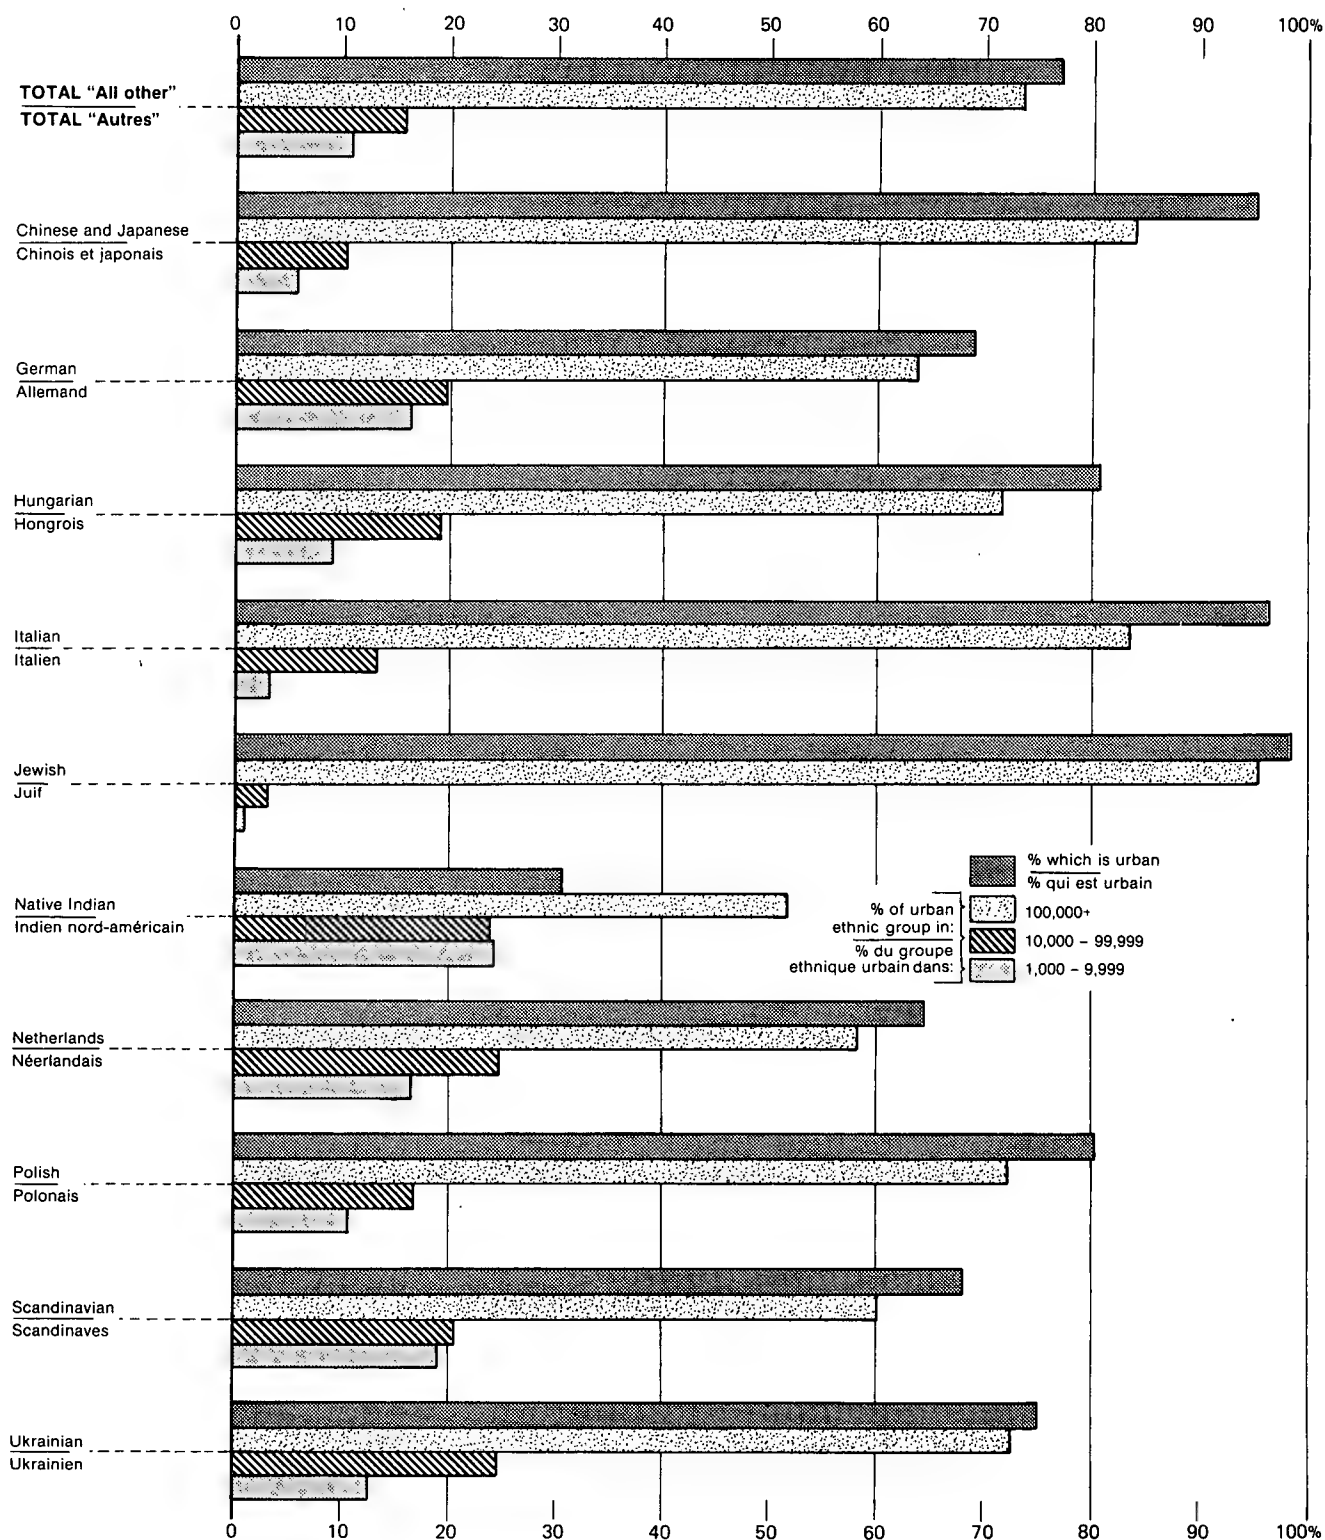 0 10 20 30 40 50 60 70 80 90 100%
TOTAL “All other”
TOTAL “Autres”
Chinese and Japanese
Chinois et japonais
German
Allemand
Hungarian
Hongrois
Italian
Italien
Jewish
Juif
Native Indian
Indien nord-américain
% which is urban
% qui est urbain
% of urban
ethnic group in:
% du groupe
ethnique urbain dans:
100,000+
10,000 – 99,999
1,000 – 9,999
Netherlands
Néerlandais
Polish
Polonais
Scandinavian
Scandinaves
Ukrainian
Ukrainien
0 10 20 30 40 50 60 70 80 90 100%